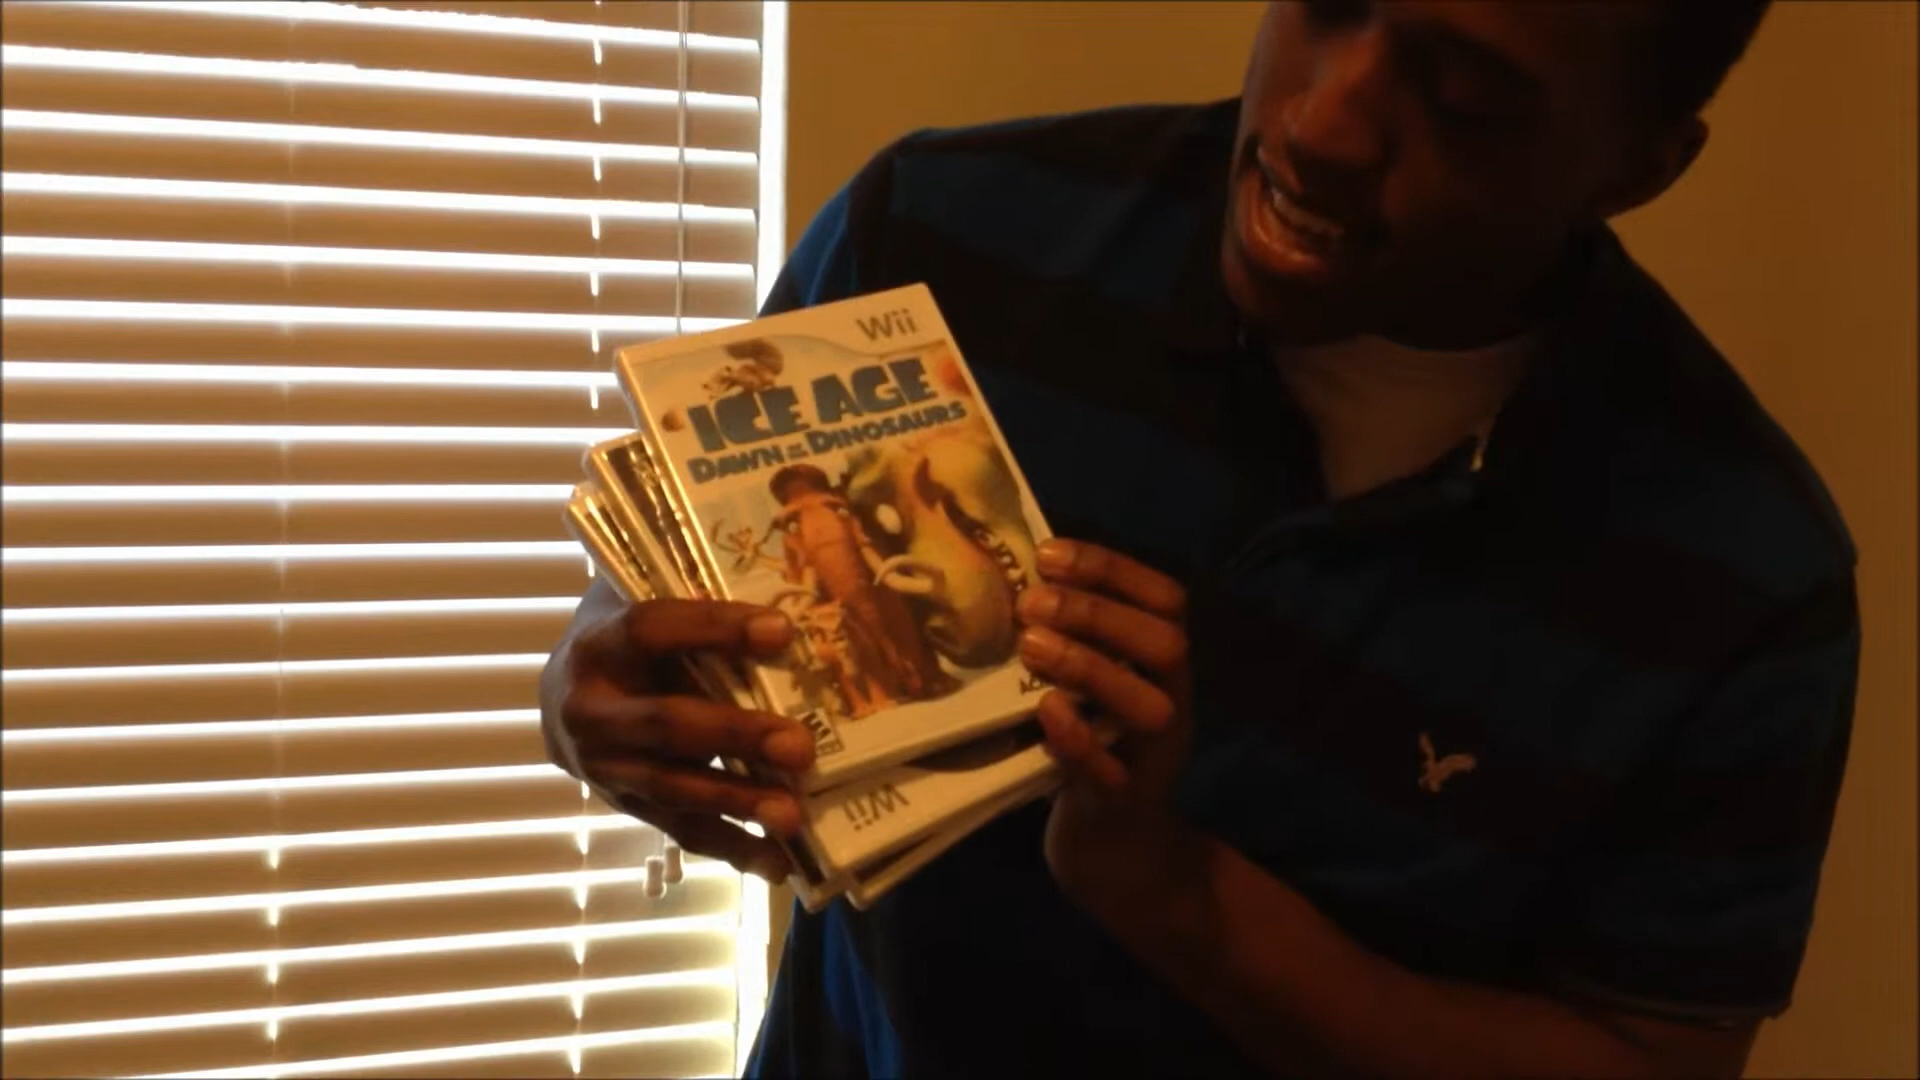 Wii
ICE AGE
DAWN OF THE DINOSAURS
Wii